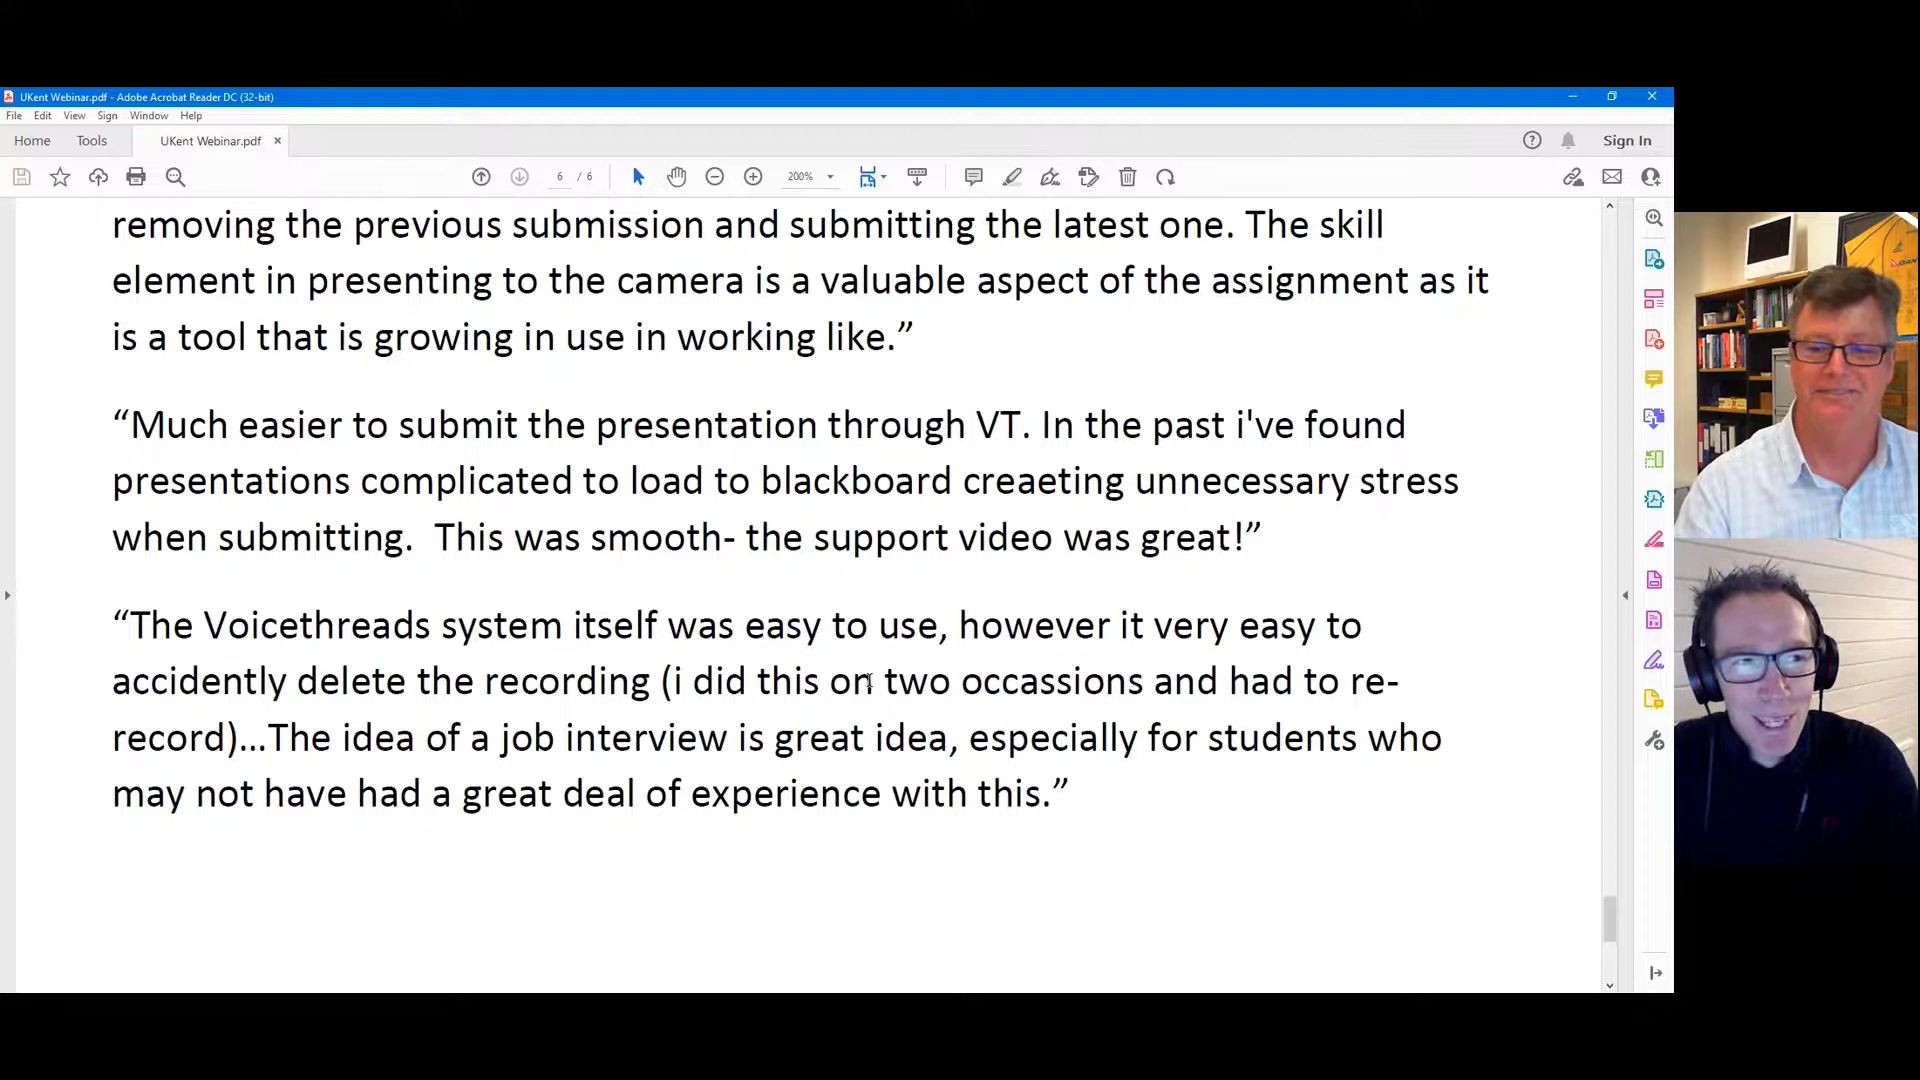 UKent Webinar.pdf - Adobe Acrobat Reader DC (32-bit)
File Edit View Sign Window Help
Home Tools UKent Webinar.pdf × Sign In
6 / 6 200%
removing the previous submission and submitting the latest one. The skill
element in presenting to the camera is a valuable aspect of the assignment as it
is a tool that is growing in use in working like.”
“Much easier to submit the presentation through VT. In the past i've found
presentations complicated to load to blackboard creaeting unnecessary stress
when submitting.  This was smooth- the support video was great!”
“The Voicethreads system itself was easy to use, however it very easy to
accidently delete the recording (i did this on two occassions and had to re-
record)...The idea of a job interview is great idea, especially for students who
may not have had a great deal of experience with this.”